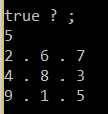 true ? ;
5
2 . 6 . 7
4 . 8 . 3
9 . 1 . 5